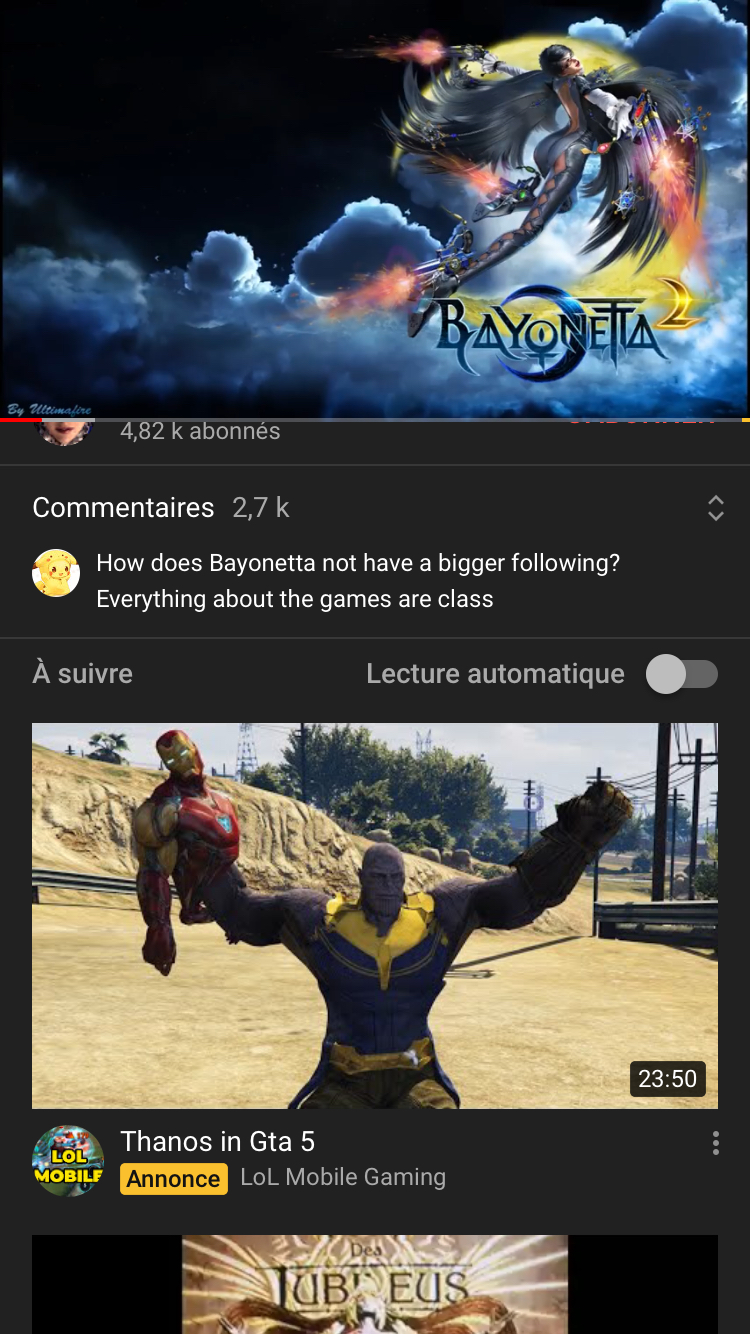 BAYONETTA 2
By Ultimafire
4,82 k abonnés
Commentaires 2,7 k
How does Bayonetta not have a bigger following?
Everything about the games are class
À suivre
Lecture automatique
23:50
Thanos in Gta 5
LOL
MOBILE
Annonce LoL Mobile Gaming
Dea
JUBILEUS